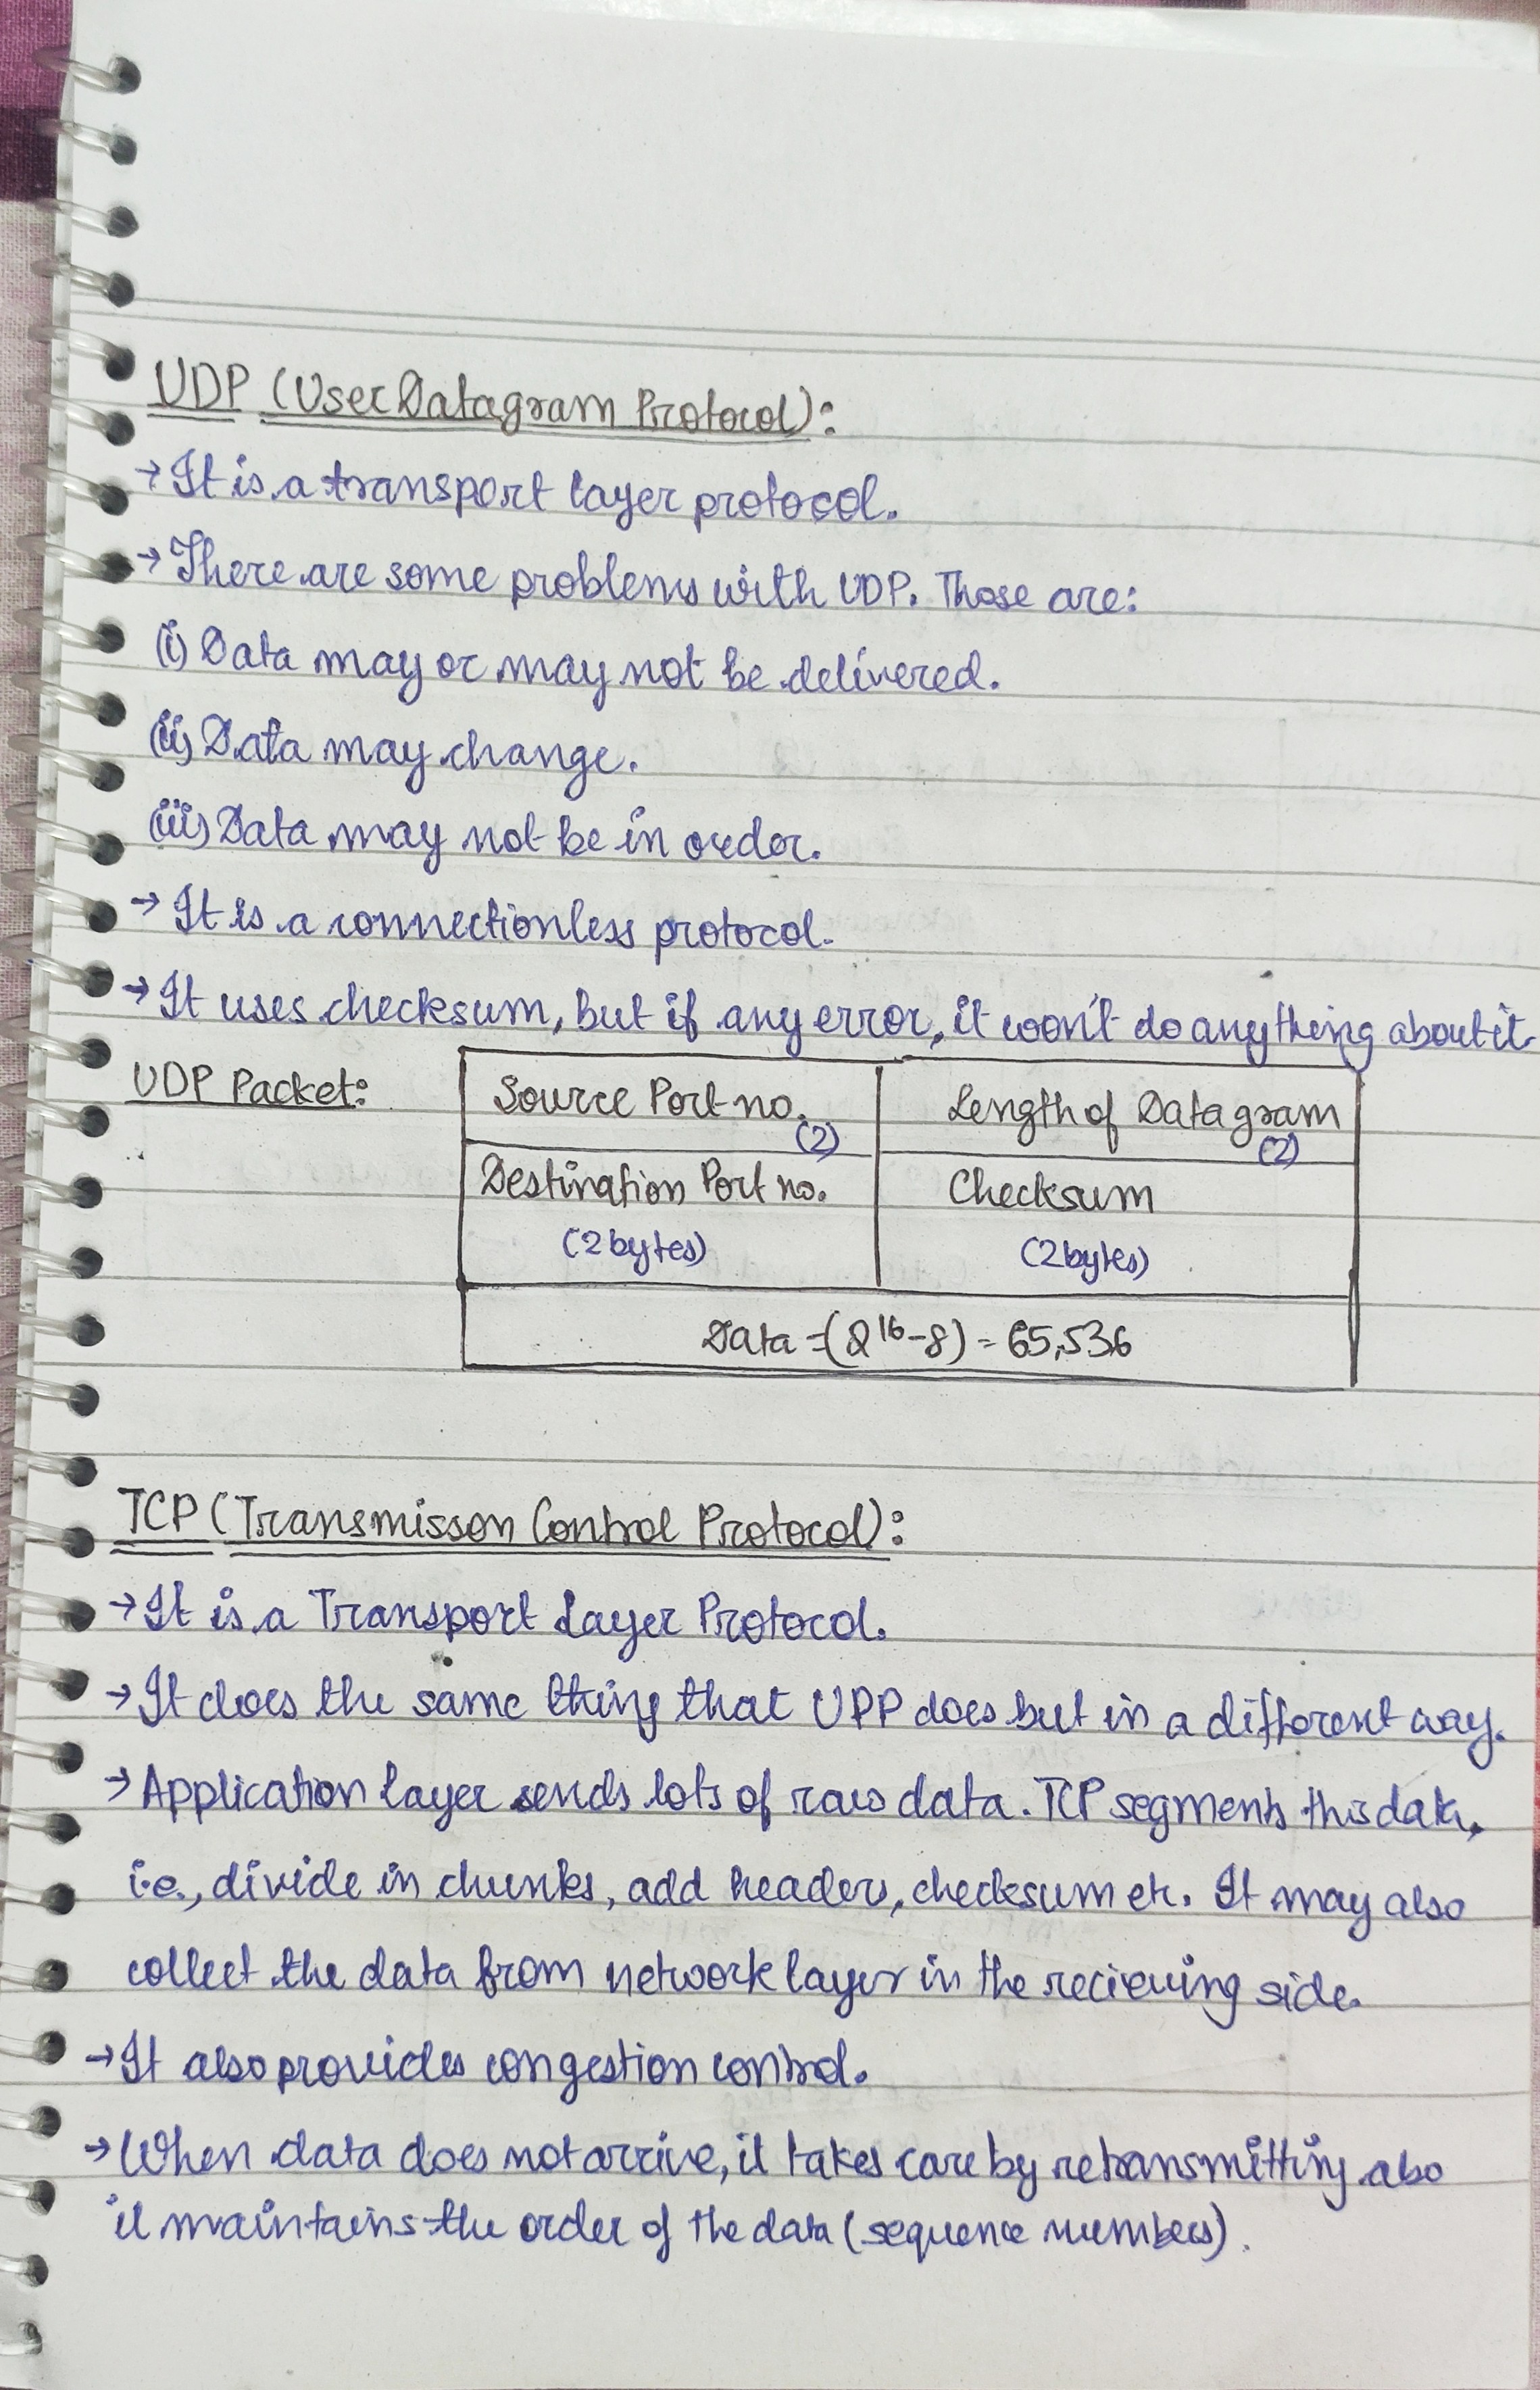 UDP (User Datagram Protocol):
→ It is a transport layer protocol.
→ There are some problems with UDP. Those are:
(i) Data may or may not be delivered.
(ii) Data may change.
(iii) Data may not be in order.
→ It is a connectionless protocol.
→ It uses checksum, but if any error, it won't do anything about it.
UDP Packet:
Source Port no. (2)
Length of Datagram (2)
Destination Port no. (2 bytes)
Checksum (2 bytes)
Data = (2¹⁶-8) = 65,536
TCP (Transmisson Control Protocol):
→ It is a Transport Layer Protocol.
→ It does the same thing that UPP does but in a different way.
→ Application layer sends lots of raw data. TCP segments this data,
i.e., divide in chunks, add headers, checksum etc. It may also
collect the data from network layer in the recieving side.
→ It also provides congestion control.
→ When data does not arrive, it takes care by retransmitting also
it maintains the order of the data (sequence numbers).